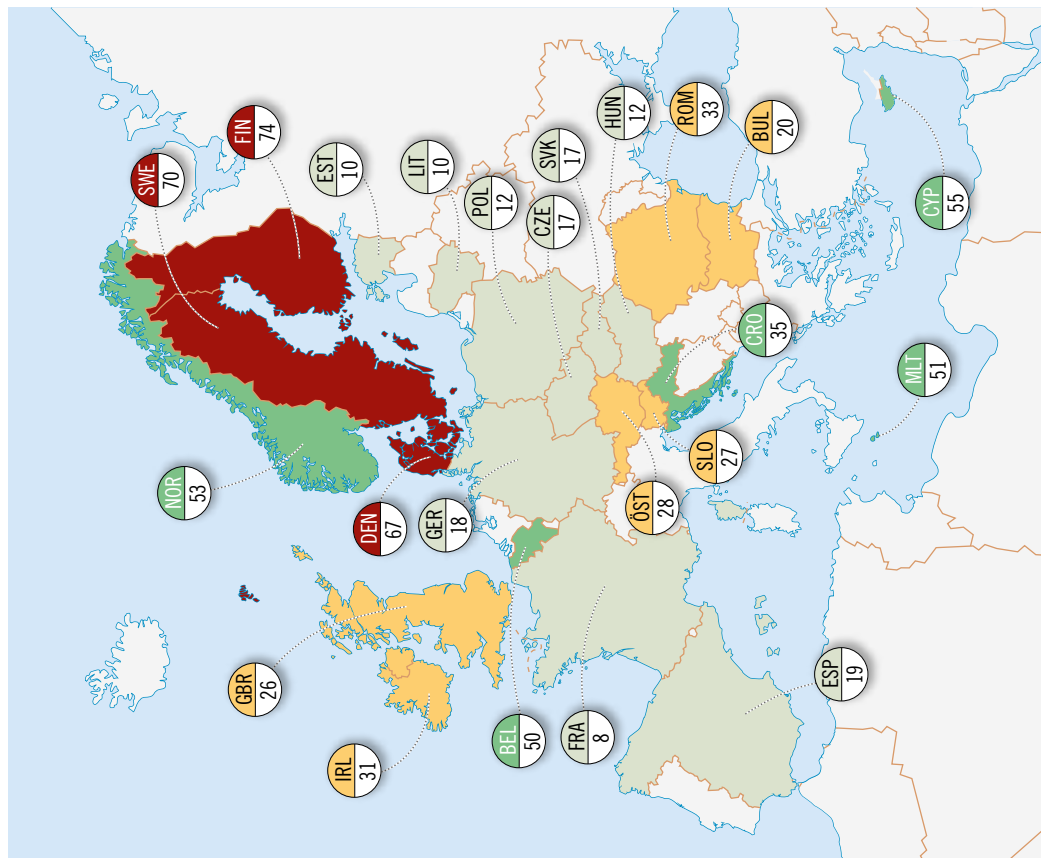 FIN
74
SWE
70
EST
10
LIT
10
POL
12
CZE
17
SVK
17
HUN
12
ROM
33
BUL
20
CYP
55
CRO
35
MLT
51
SLO
27
ÖST
28
NOR
53
DEN
67
GER
18
GBR
26
IRL
31
BEL
50
FRA
8
ESP
19